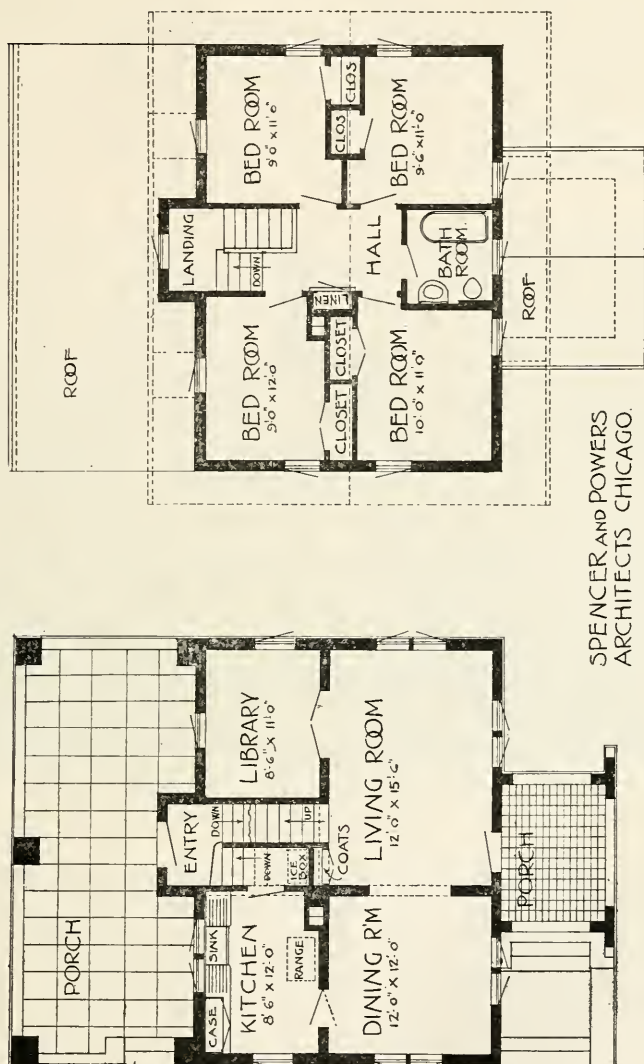 ROOF
LANDING
DOWN
BED ROOM
9'0" x 12'0"
BED ROOM
9'0" x 11'0"
LINEN
CLOSET
CLOSET
CLOS
CLOS
HALL
BED ROOM
10'0" x 11'0"
BATH
ROOM.
BED ROOM
9'6" x 11'0"
ROOF
SPENCER AND POWERS
ARCHITECTS CHICAGO.
PORCH
ENTRY
DOWN
CASE
SINK
KITCHEN
8'6" x 12'0"
RANGE
DOWN
ICE
BOX
UP
LIBRARY
8'6" x 11'0"
COATS
DINING R'M
12'0" x 12'0"
LIVING ROOM
12'0" x 15'6"
PORCH